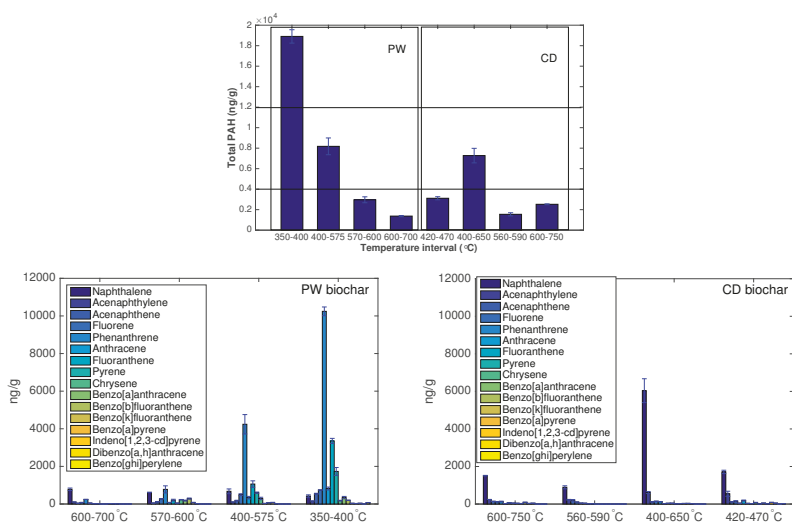 ×10⁴
2
1.8
1.6
1.4
1.2
1
0.8
0.6
0.4
0.2
0
Total PAH (ng/g)
PW
CD
350-400 400-575 570-600 600-700 420-470 400-650 560-590 600-750
Temperature interval (°C)
12000
10000
8000
6000
4000
2000
0
ng/g
PW biochar
Naphthalene
Acenaphthylene
Acenaphthene
Fluorene
Phenanthrene
Anthracene
Fluoranthene
Pyrene
Chrysene
Benzo[a]anthracene
Benzo[b]fluoranthene
Benzo[k]fluoranthene
Benzo[a]pyrene
Indeno[1,2,3-cd]pyrene
Dibenzo[a,h]anthracene
Benzo[ghi]perylene
600-700°C 570-600°C 400-575°C 350-400°C
12000
10000
8000
6000
4000
2000
0
ng/g
CD biochar
Naphthalene
Acenaphthylene
Acenaphthene
Fluorene
Phenanthrene
Anthracene
Fluoranthene
Pyrene
Chrysene
Benzo[a]anthracene
Benzo[b]fluoranthene
Benzo[k]fluoranthene
Benzo[a]pyrene
Indeno[1,2,3-cd]pyrene
Dibenzo[a,h]anthracene
Benzo[ghi]perylene
600-750°C 560-590°C 400-650°C 420-470°C